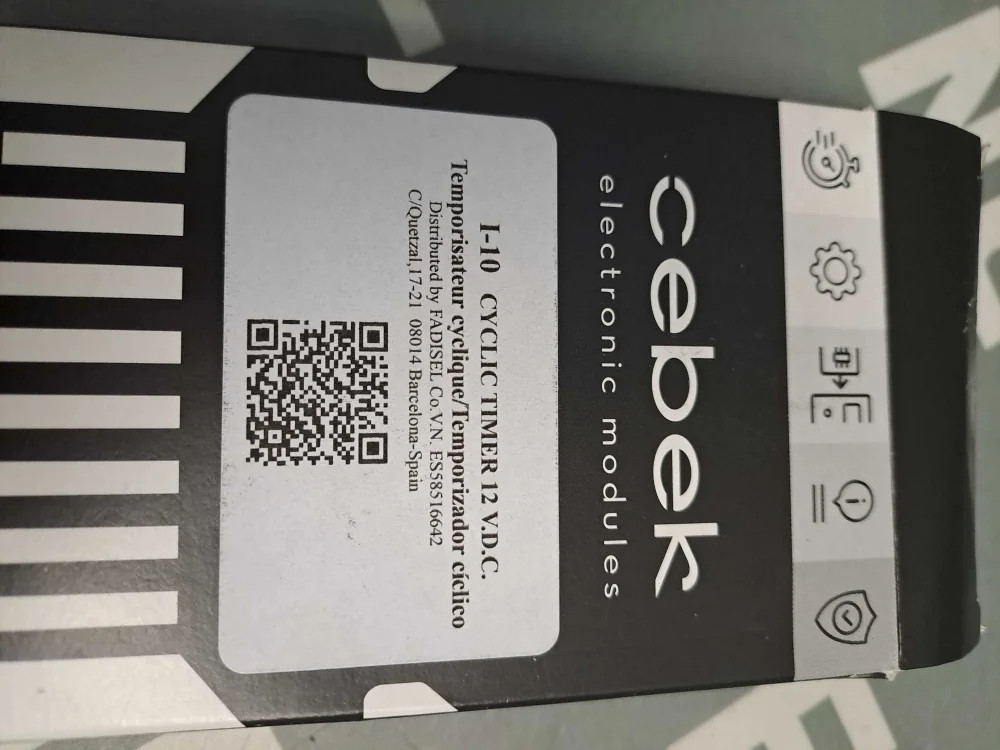 cebek
electronic modules
I-10 CYCLIC TIMER 12 V.D.C.
Temporisateur cyclique/Temporizador cíclico
Distributed by FADISEL Co.V.N. ES58516642
C/Quetzal,17-21 08014 Barcelona-Spain